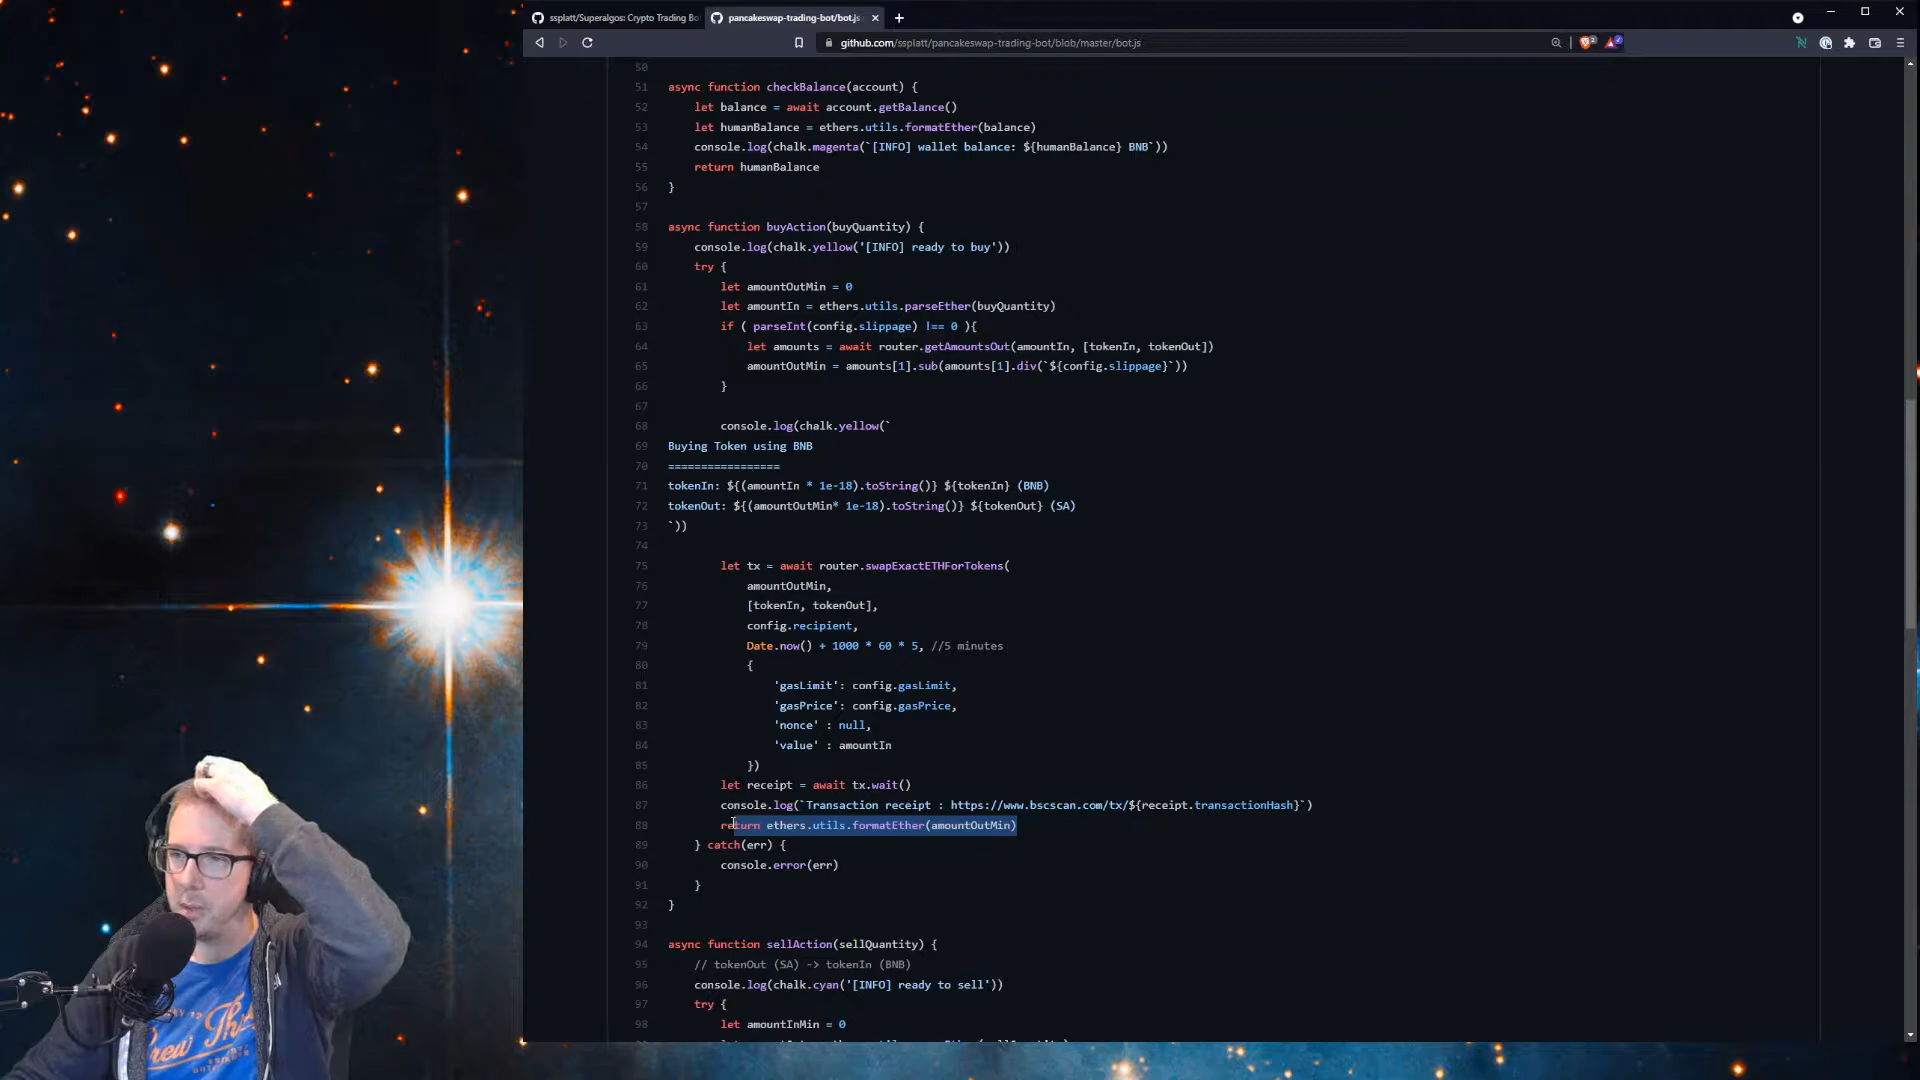 ssplatt/Superalgos: Crypto Trading Bo
pancakeswap-trading-bot/bot.js
github.com/ssplatt/pancakeswap-trading-bot/blob/master/bot.js
50
51 async function checkBalance(account) {
52 let balance = await account.getBalance()
53 let humanBalance = ethers.utils.formatEther(balance)
54 console.log(chalk.magenta(`[INFO] wallet balance: ${humanBalance} BNB`))
55 return humanBalance
56 }
57
58 async function buyAction(buyQuantity) {
59 console.log(chalk.yellow('[INFO] ready to buy'))
60 try {
61 let amountOutMin = 0
62 let amountIn = ethers.utils.parseEther(buyQuantity)
63 if ( parseInt(config.slippage) !== 0 ){
64 let amounts = await router.getAmountsOut(amountIn, [tokenIn, tokenOut])
65 amountOutMin = amounts[1].sub(amounts[1].div(`${config.slippage}`))
66 }
67
68 console.log(chalk.yellow(`
69 Buying Token using BNB
70 =================
71 tokenIn: ${(amountIn * 1e-18).toString()} ${tokenIn} (BNB)
72 tokenOut: ${(amountOutMin* 1e-18).toString()} ${tokenOut} (SA)
73 `))
74
75 let tx = await router.swapExactETHForTokens(
76 amountOutMin,
77 [tokenIn, tokenOut],
78 config.recipient,
79 Date.now() + 1000 * 60 * 5, //5 minutes
80 {
81 'gasLimit': config.gasLimit,
82 'gasPrice': config.gasPrice,
83 'nonce' : null,
84 'value' : amountIn
85 })
86 let receipt = await tx.wait()
87 console.log(`Transaction receipt : https://www.bscscan.com/tx/${receipt.transactionHash}`)
88 return ethers.utils.formatEther(amountOutMin)
89 } catch(err) {
90 console.error(err)
91 }
92 }
93
94 async function sellAction(sellQuantity) {
95 // tokenOut (SA) -> tokenIn (BNB)
96 console.log(chalk.cyan('[INFO] ready to sell'))
97 try {
98 let amountInMin = 0